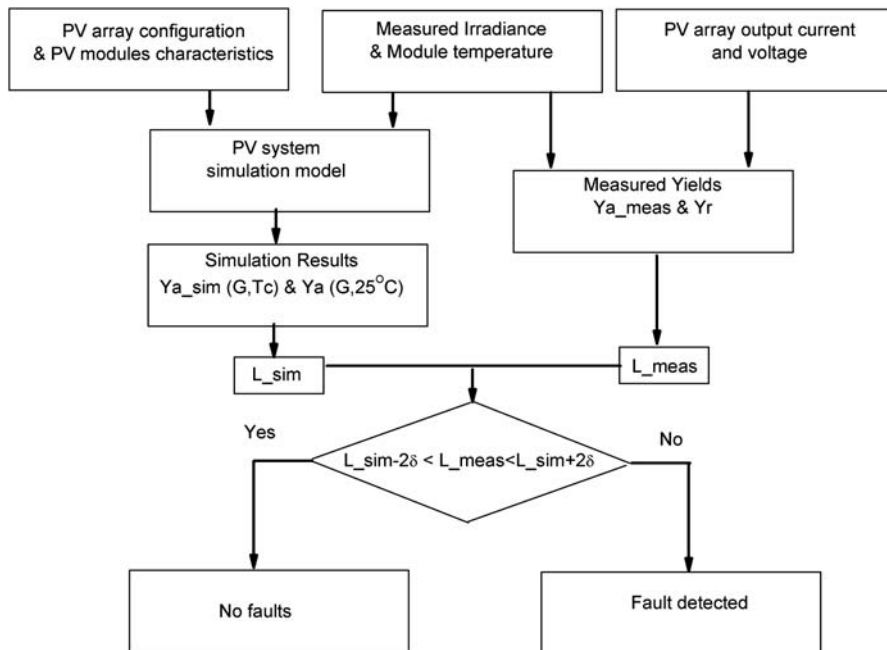 PV array configuration
& PV modules characteristics
Measured Irradiance
& Module temperature
PV array output current
and voltage
PV system
simulation model
Measured Yields
Ya_meas & Yr
Simulation Results
Ya_sim (G,Tc) & Ya (G,25°C)
L_sim
L_meas
Yes
No
L_sim-2δ < L_meas<L_sim+2δ
No faults
Fault detected